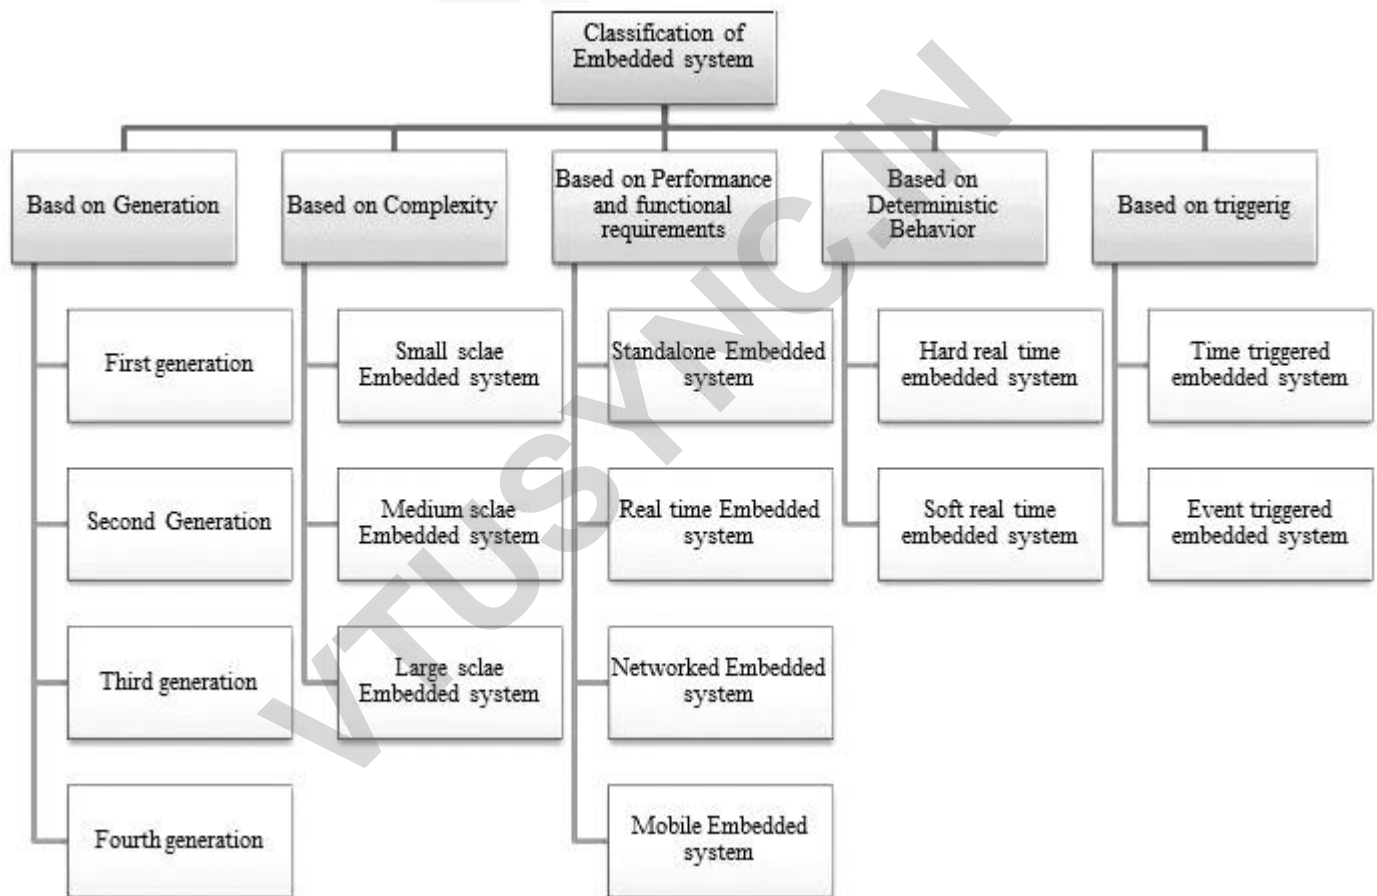 Classification of
Embedded system
Basd on Generation
Based on Complexity
Based on Performance
and functional
requirements
Based on
Deterministic
Behavior
Based on triggerig
First generation
Small sclae
Embedded system
Standalone Embedded
system
Hard real time
embedded system
Time triggered
embedded system
Second Generation
Medium sclae
Embedded system
Real time Embedded
system
Soft real time
embedded system
Event triggered
embedded system
Third generation
Large sclae
Embedded system
Networked Embedded
system
Fourth generation
Mobile Embedded
system
VTUSYNC.IN